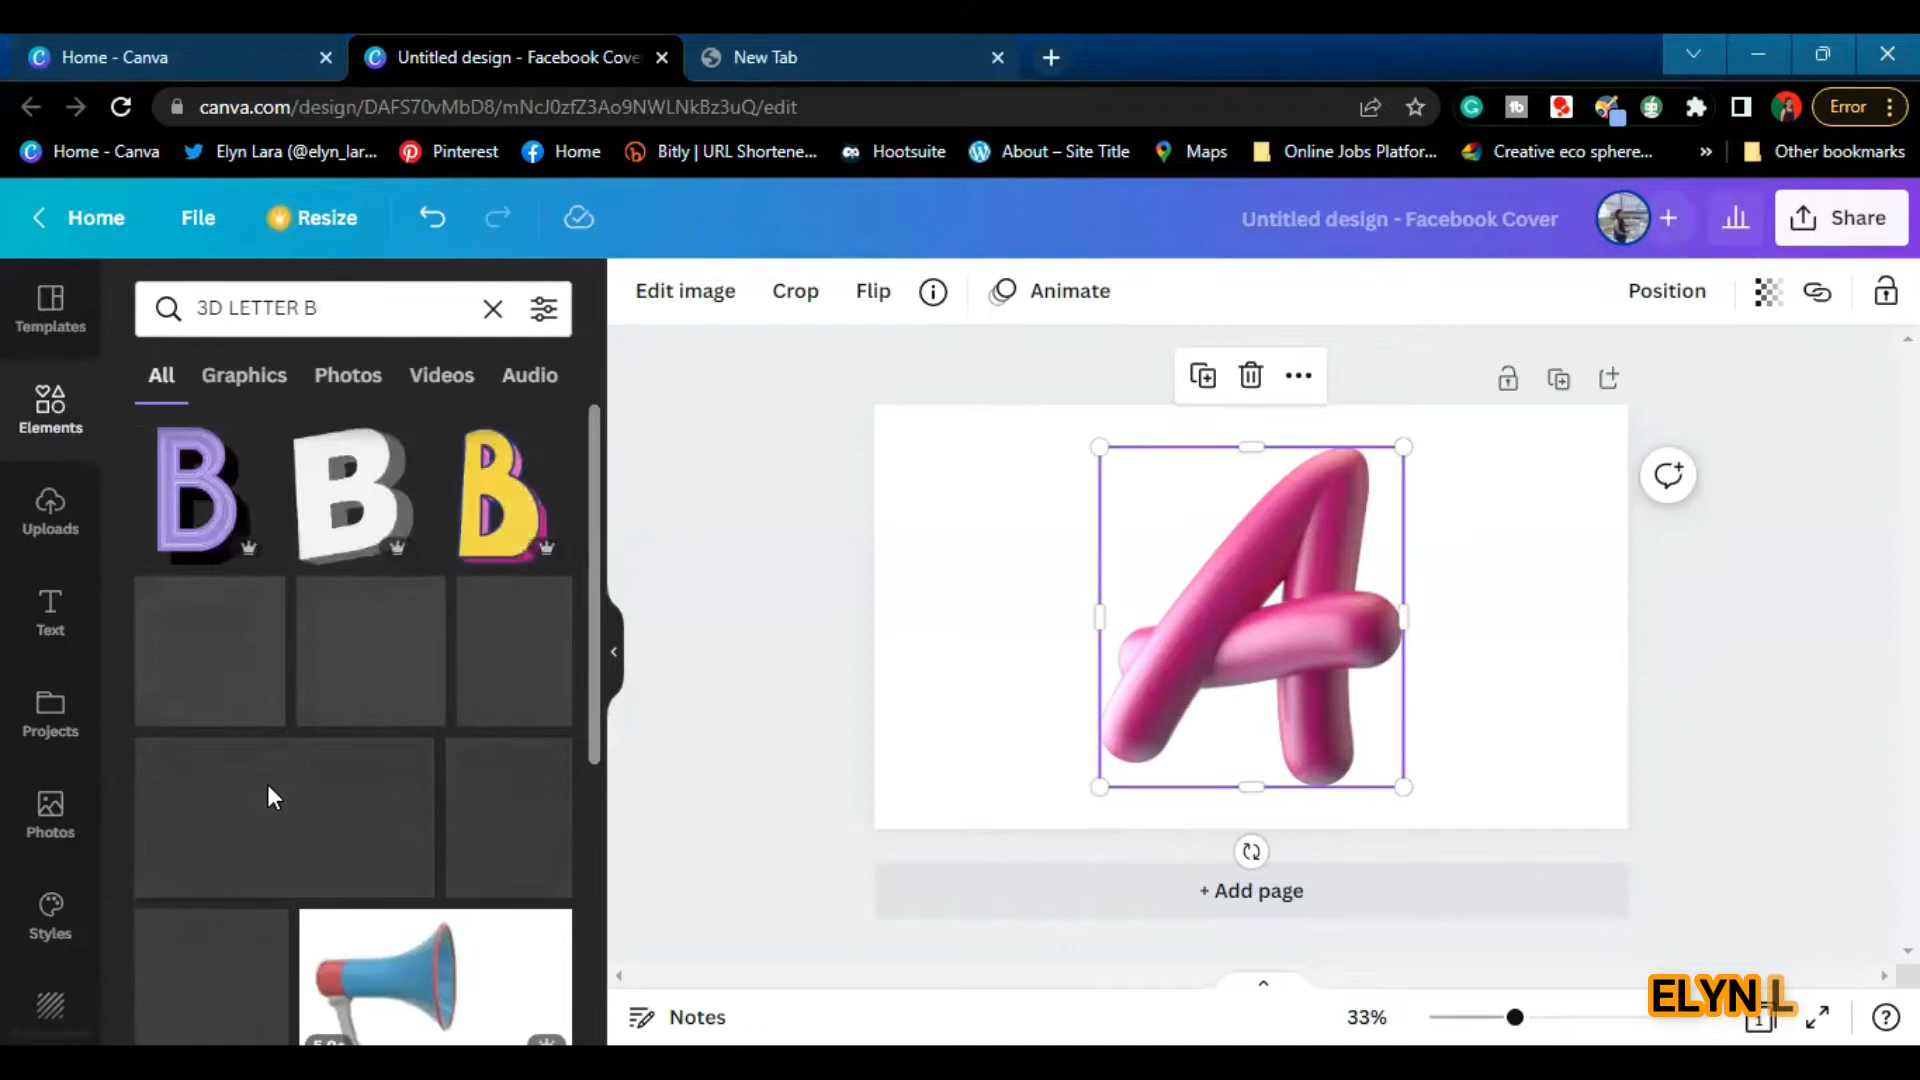 Home - Canva
Untitled design - Facebook Cove
New Tab
canva.com/design/DAFS70vMbD8/mNcJ0zfZ3Ao9NWLNkBz3uQ/edit
Error
Home - Canva
Elyn Lara (@elyn_lar...
Pinterest
Home
Bitly | URL Shortene...
Hootsuite
About – Site Title
Maps
Online Jobs Platfor...
Creative eco sphere...
»
Other bookmarks
Home
File
Resize
Untitled design - Facebook Cover
Share
Templates
Elements
Uploads
Text
Projects
Photos
Styles
3D LETTER B
All
Graphics
Photos
Videos
Audio
B
B
B
Edit image
Crop
Flip
Animate
Position
A
+ Add page
Notes
33%
1
ELYN L